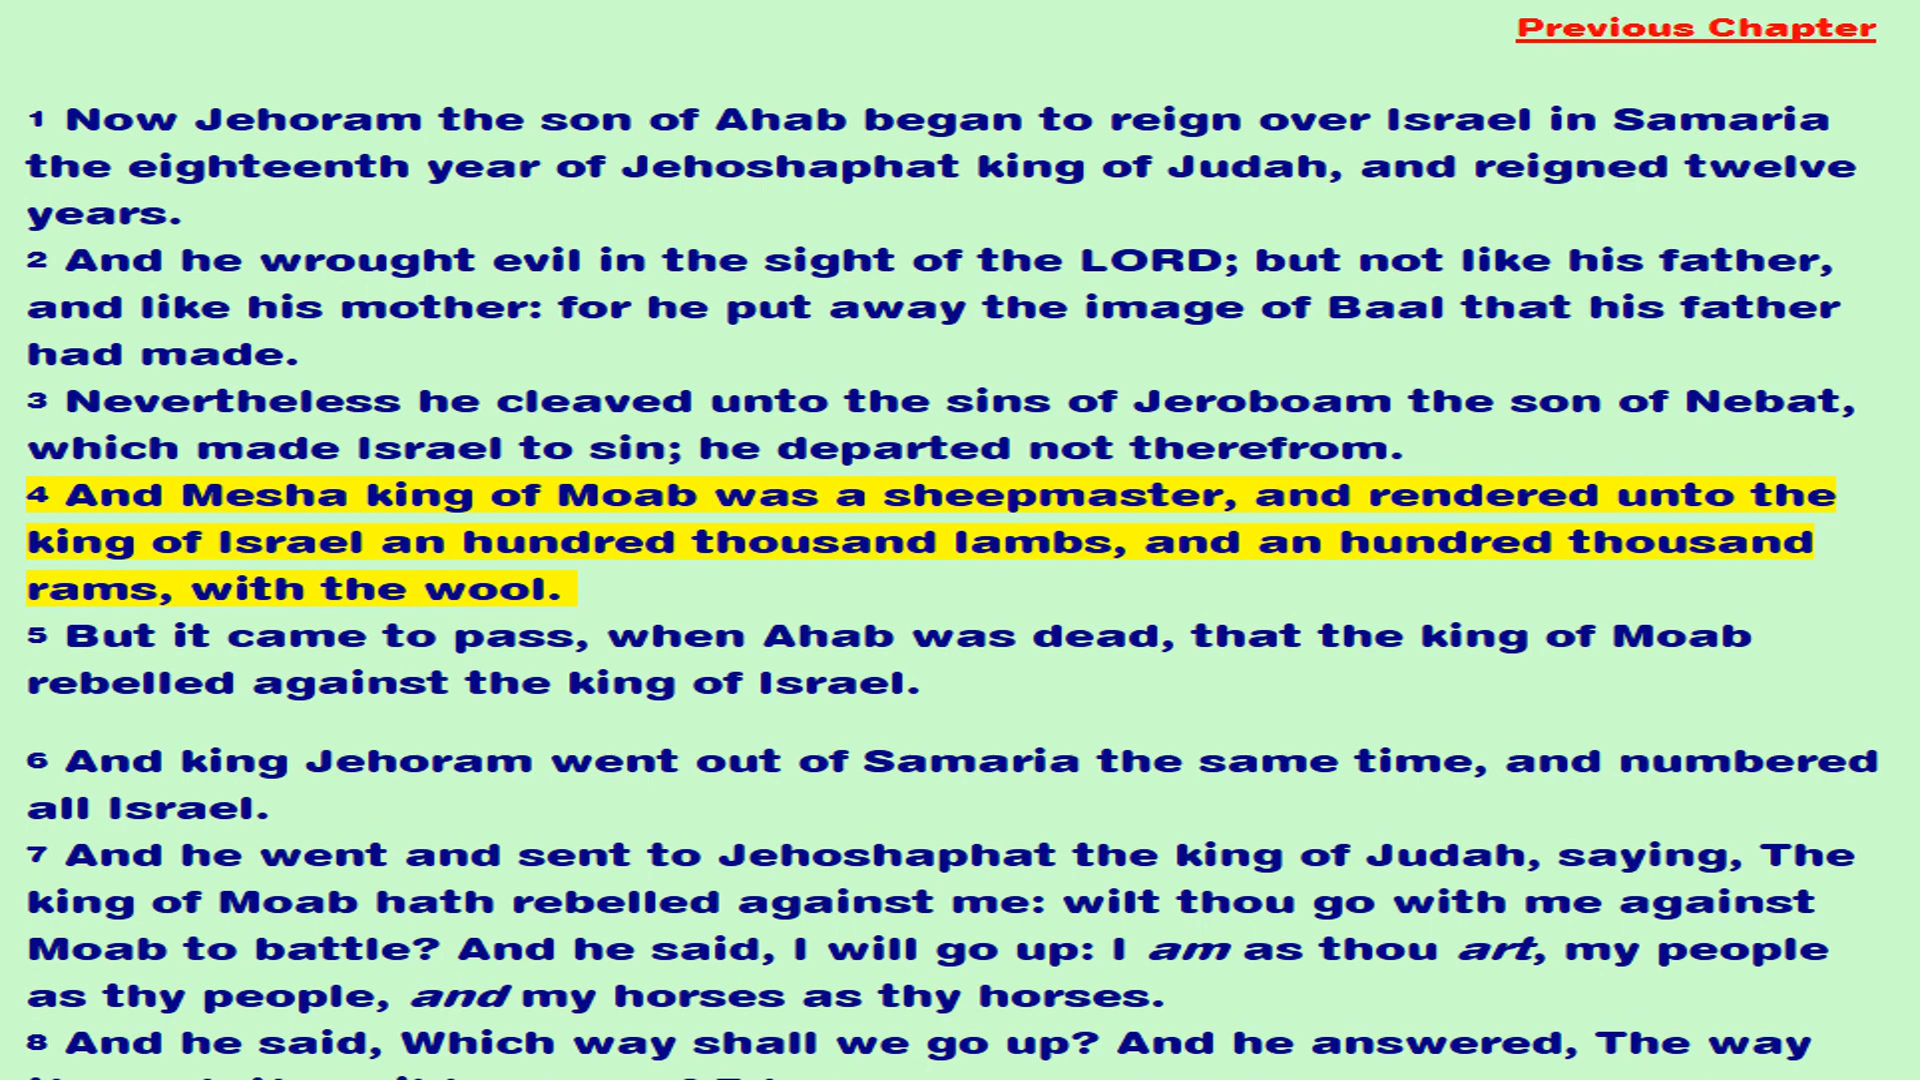 Previous Chapter
1 Now Jehoram the son of Ahab began to reign over Israel in Samaria
the eighteenth year of Jehoshaphat king of Judah, and reigned twelve
years.
2 And he wrought evil in the sight of the LORD; but not like his father,
and like his mother: for he put away the image of Baal that his father
had made.
3 Nevertheless he cleaved unto the sins of Jeroboam the son of Nebat,
which made Israel to sin; he departed not therefrom.
4 And Mesha king of Moab was a sheepmaster, and rendered unto the
king of Israel an hundred thousand lambs, and an hundred thousand
rams, with the wool.
5 But it came to pass, when Ahab was dead, that the king of Moab
rebelled against the king of Israel.
6 And king Jehoram went out of Samaria the same time, and numbered
all Israel.
7 And he went and sent to Jehoshaphat the king of Judah, saying, The
king of Moab hath rebelled against me: wilt thou go with me against
Moab to battle? And he said, I will go up: I am as thou art, my people
as thy people, and my horses as thy horses.
8 And he said, Which way shall we go up? And he answered, The way